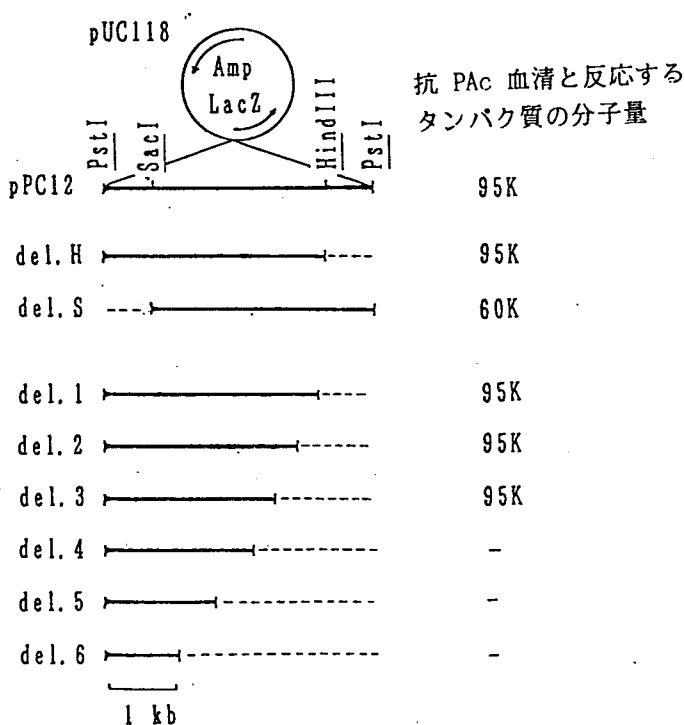 pUC118
Amp
LacZ
抗 PAc 血清と反応する
タンパク質の分子量
PstI
SacI
HindIII
PstI
pPC12 95K
del.H 95K
del.S 60K
del.1 95K
del.2 95K
del.3 95K
del.4 -
del.5 -
del.6 -
1 kb